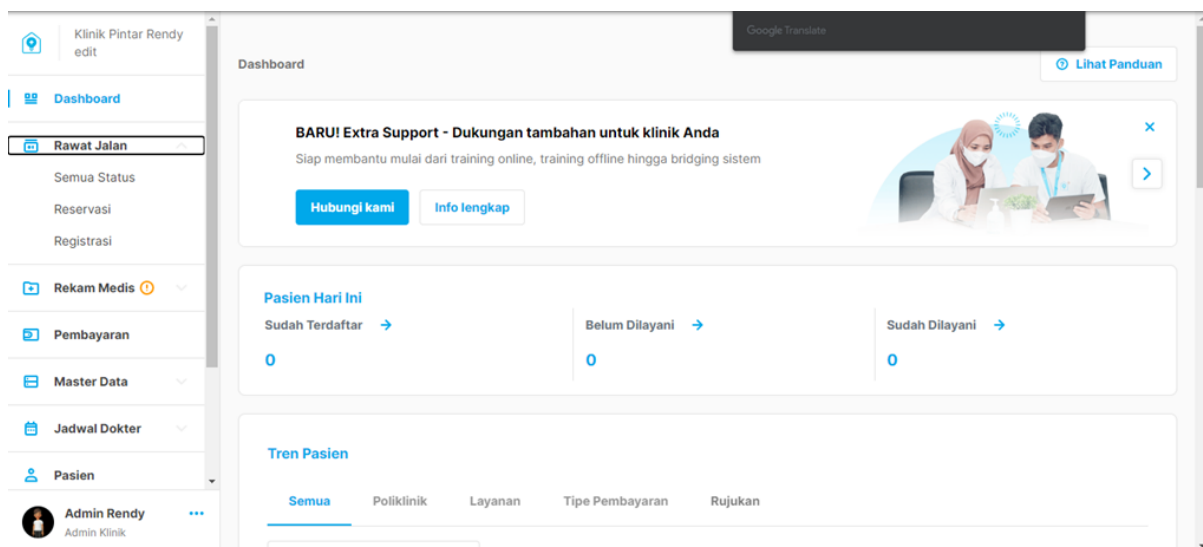 Klinik Pintar Rendy
edit
Dashboard
Rawat Jalan
Semua Status
Reservasi
Registrasi
Rekam Medis
Pembayaran
Master Data
Jadwal Dokter
Pasien
Admin Rendy
Admin Klinik
Google Translate
Dashboard
Lihat Panduan
BARU! Extra Support - Dukungan tambahan untuk klinik Anda
Siap membantu mulai dari training online, training offline hingga bridging sistem
Hubungi kami Info lengkap
Pasien Hari Ini
Sudah Terdaftar Belum Dilayani Sudah Dilayani
0 0 0
Tren Pasien
Semua Poliklinik Layanan Tipe Pembayaran Rujukan